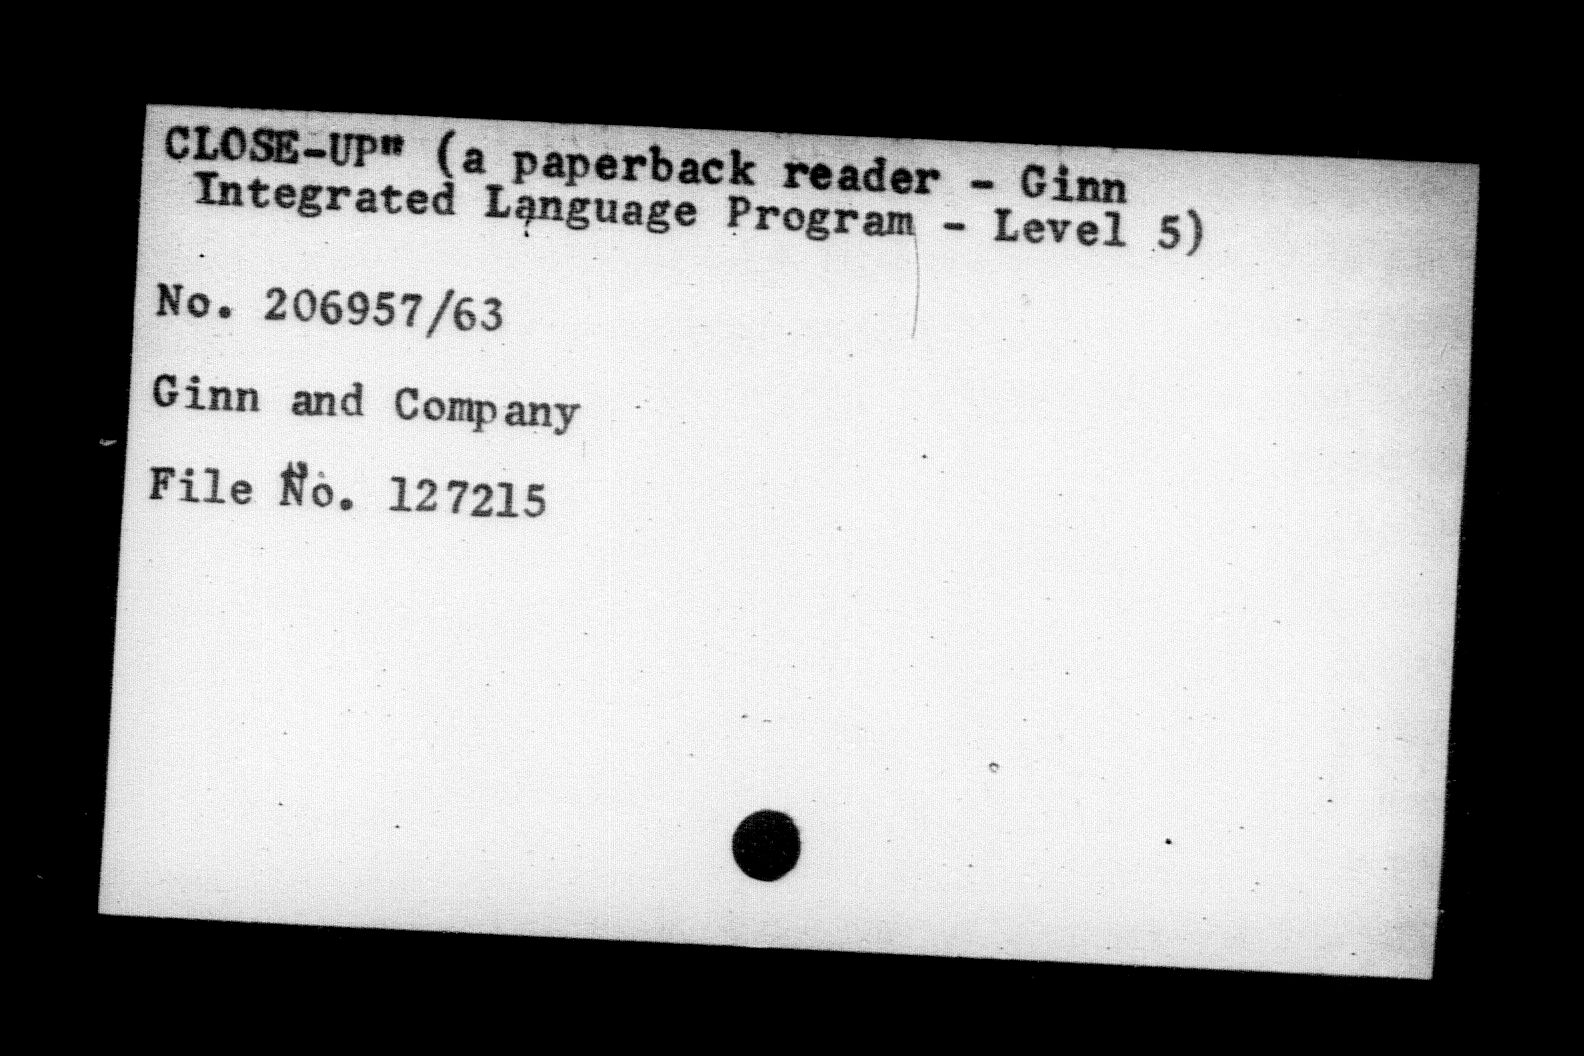 CLOSE-UP" (a paperback reader - Ginn
Integrated Language Program - Level 5)
No. 206957/63
Ginn and Company
File No. 127215